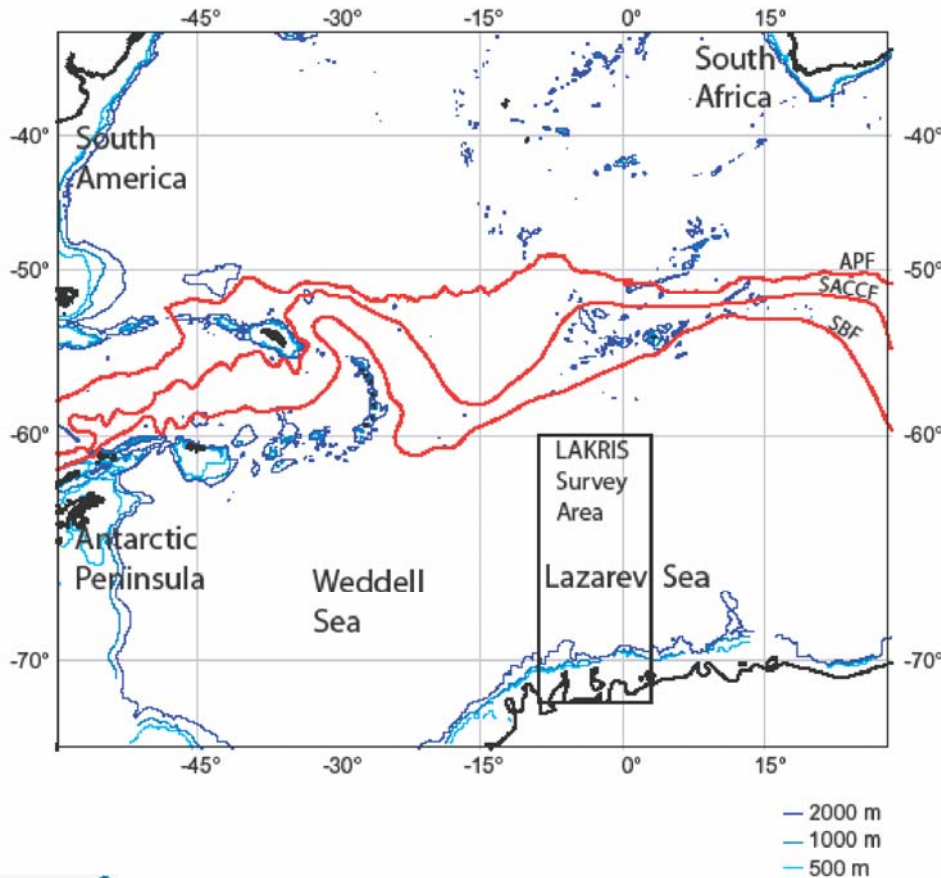 -45°
-30°
-15°
0°
15°
South
Africa
-40°
-40°
South
America
-50°
-50°
APF
SACCF
SBF
-60°
-60°
LAKRIS
Survey
Area
Antarctic
Peninsula
Weddell
Sea
Lazarev Sea
-70°
-70°
-45°
-30°
-15°
0°
15°
2000 m
1000 m
500 m